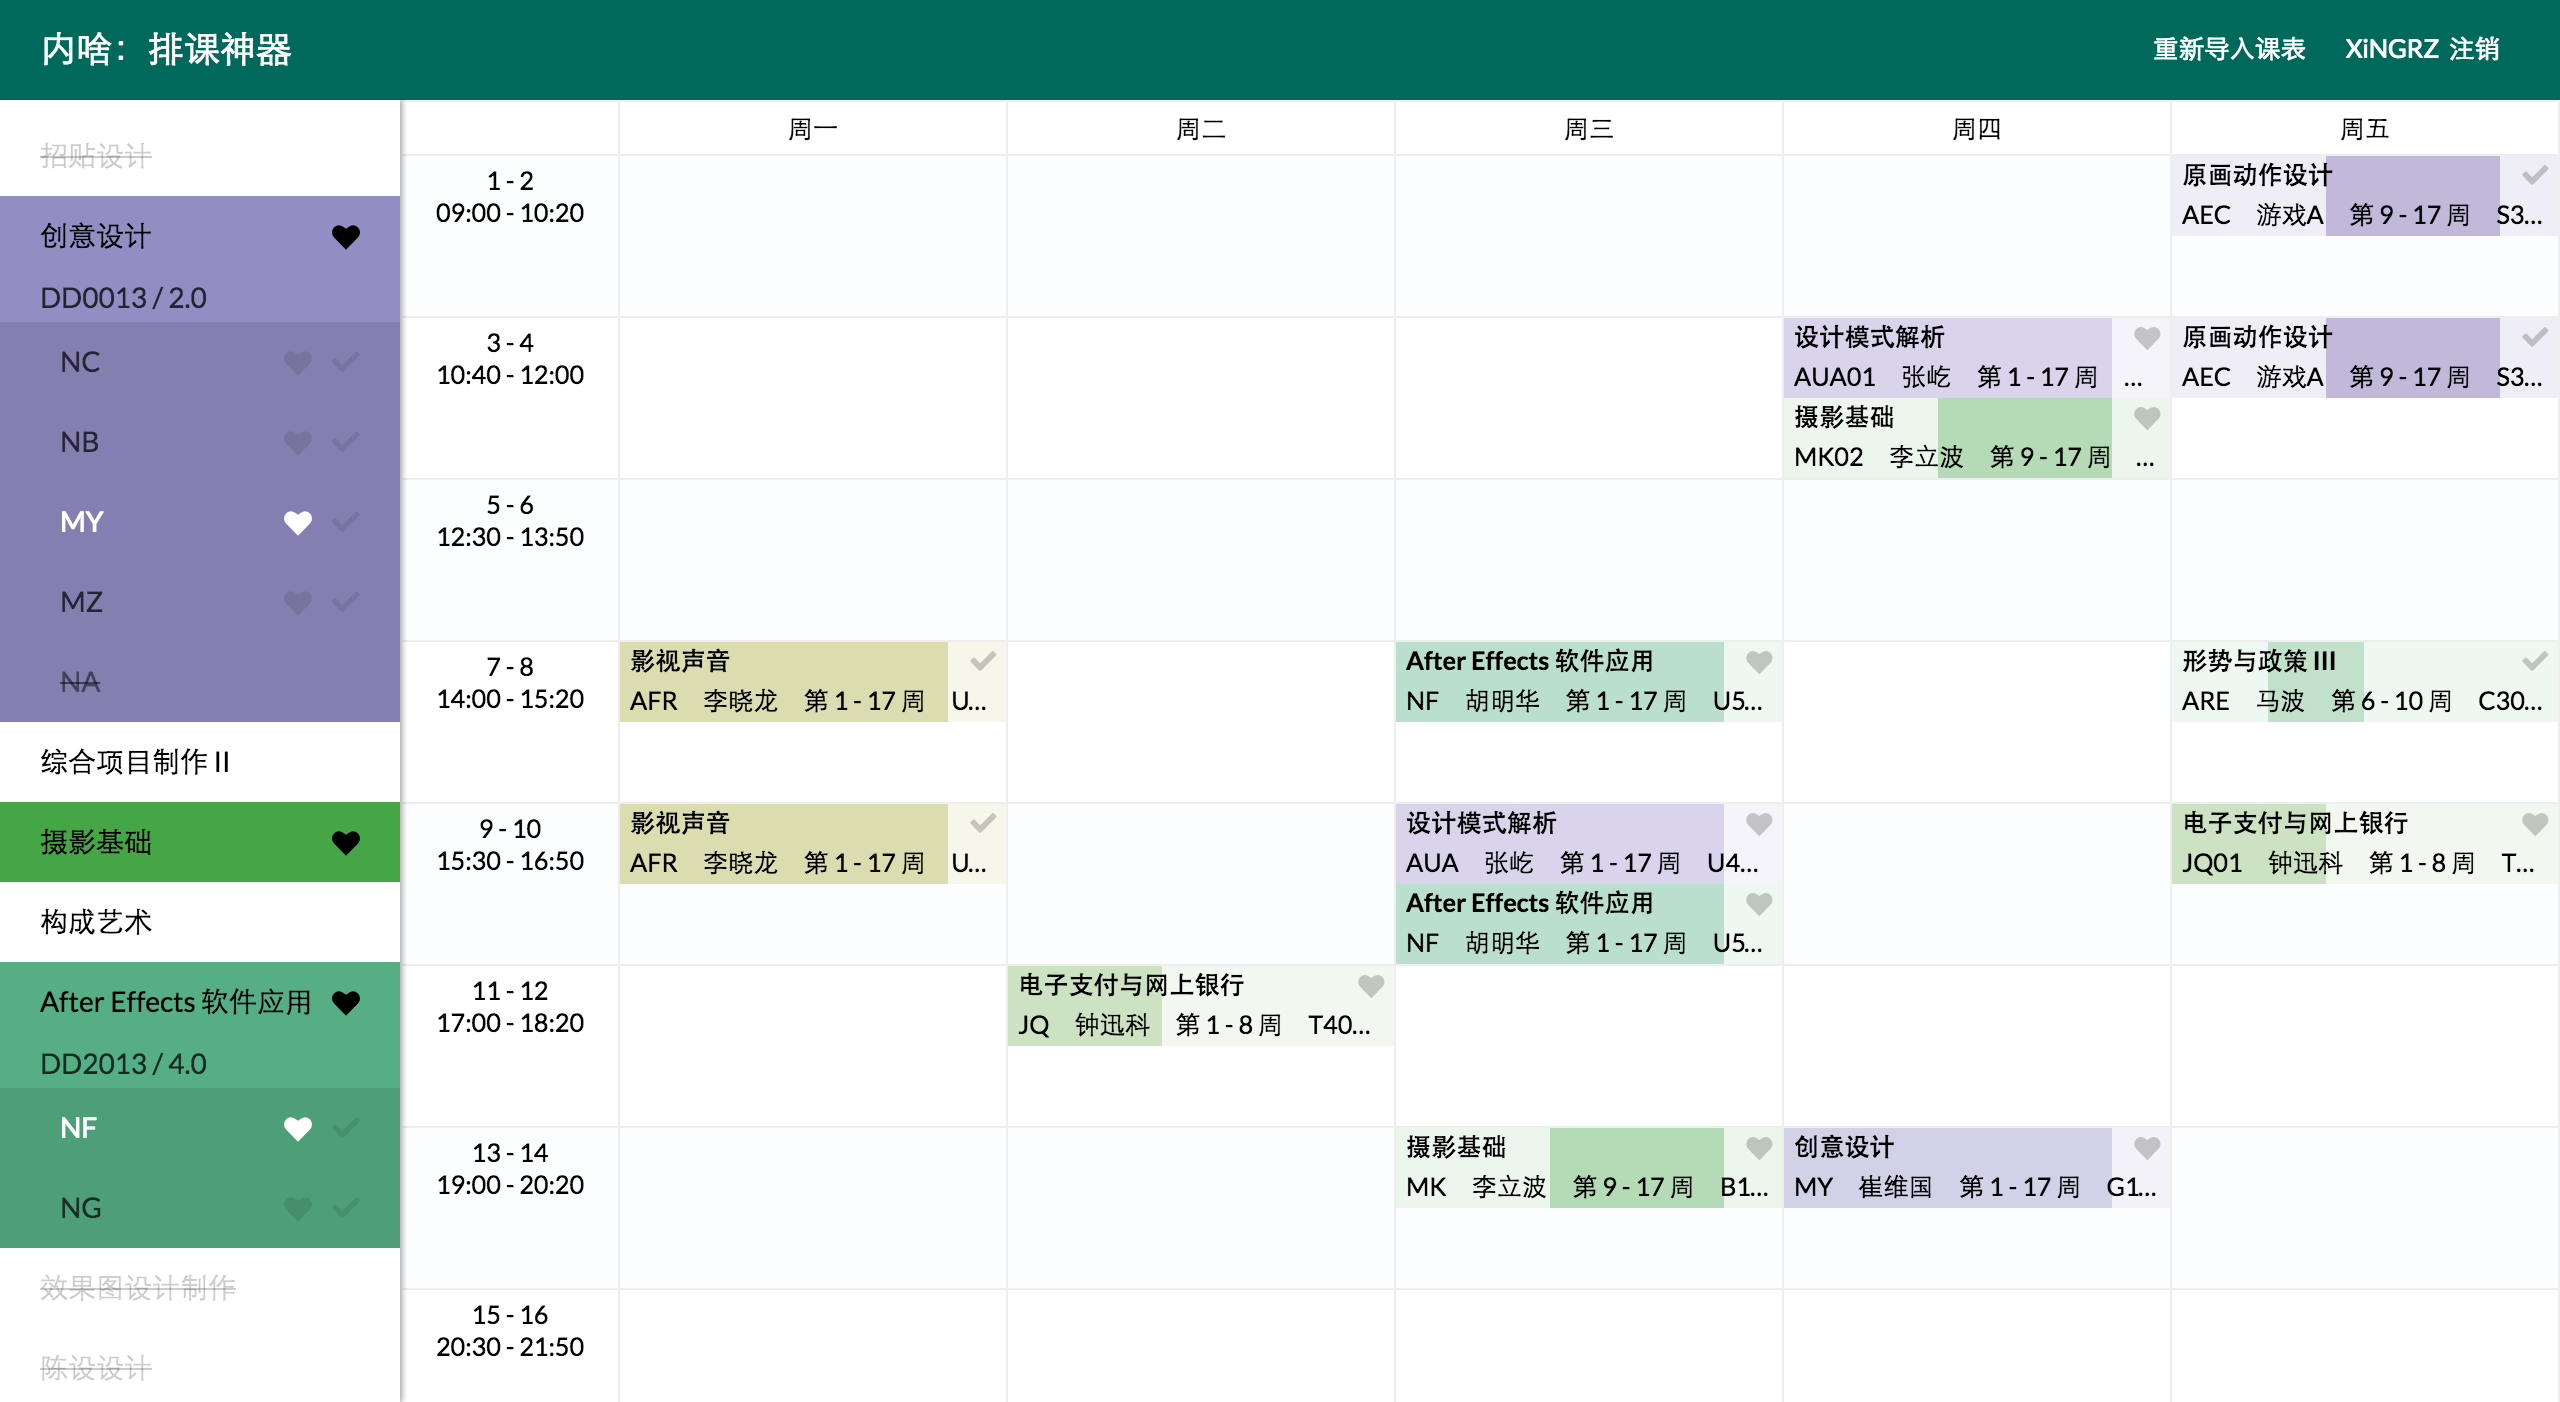 内啥：排课神器
重新导入课表 XiNGRZ 注销
招贴设计
创意设计
DD0013 / 2.0
NC
NB
MY
MZ
NA
综合项目制作 II
摄影基础
构成艺术
After Effects 软件应用
DD2013 / 4.0
NF
NG
效果图设计制作
陈设设计
周一 周二 周三 周四 周五
1 - 2
09:00 - 10:20
原画动作设计
AEC 游戏A 第 9 - 17 周 S3...
3 - 4
10:40 - 12:00
设计模式解析
AUA01 张屹 第 1 - 17 周 ...
摄影基础
MK02 李立波 第 9 - 17 周 ...
原画动作设计
AEC 游戏A 第 9 - 17 周 S3...
5 - 6
12:30 - 13:50
7 - 8
14:00 - 15:20
影视声音
AFR 李晓龙 第 1 - 17 周 U...
After Effects 软件应用
NF 胡明华 第 1 - 17 周 U5...
形势与政策 III
ARE 马波 第 6 - 10 周 C30...
9 - 10
15:30 - 16:50
影视声音
AFR 李晓龙 第 1 - 17 周 U...
设计模式解析
AUA 张屹 第 1 - 17 周 U4...
After Effects 软件应用
NF 胡明华 第 1 - 17 周 U5...
电子支付与网上银行
JQ01 钟迅科 第 1 - 8 周 T...
11 - 12
17:00 - 18:20
电子支付与网上银行
JQ 钟迅科 第 1 - 8 周 T40...
13 - 14
19:00 - 20:20
摄影基础
MK 李立波 第 9 - 17 周 B1...
创意设计
MY 崔维国 第 1 - 17 周 G1...
15 - 16
20:30 - 21:50